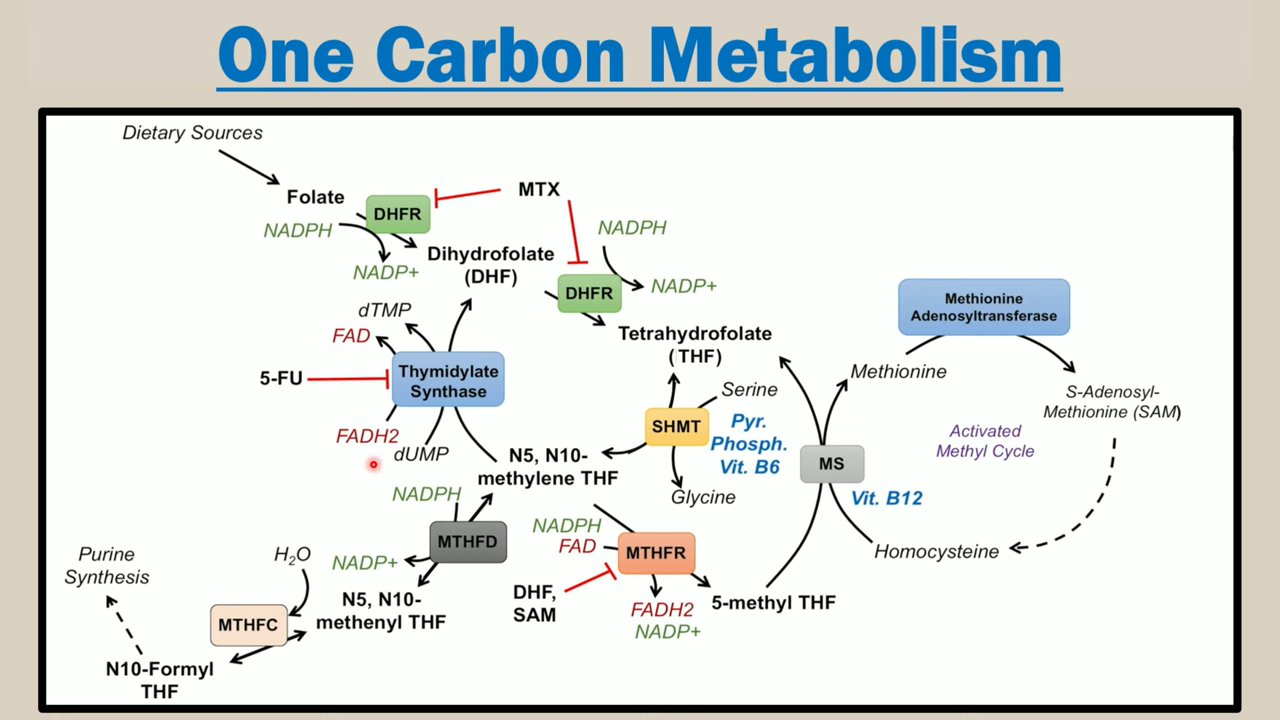 One Carbon Metabolism
Dietary Sources
Folate
DHFR
MTX
NADPH
NADP+
Dihydrofolate
(DHF)
NADPH
DHFR
NADP+
Tetrahydrofolate
(THF)
dTMP
FAD
5-FU
Thymidylate
Synthase
FADH2
dUMP
N5, N10-
methylene THF
SHMT
Serine
Pyr.
Phosph.
Vit. B6
Glycine
Methionine
Adenosyltransferase
Methionine
S-Adenosyl-
Methionine (SAM)
Activated
Methyl Cycle
MS
Vit. B12
Homocysteine
NADPH
MTHFD
NADP+
NADPH
FAD
MTHFR
DHF,
SAM
FADH2
NADP+
5-methyl THF
N5, N10-
methenyl THF
H₂O
MTHFC
Purine
Synthesis
N10-Formyl
THF